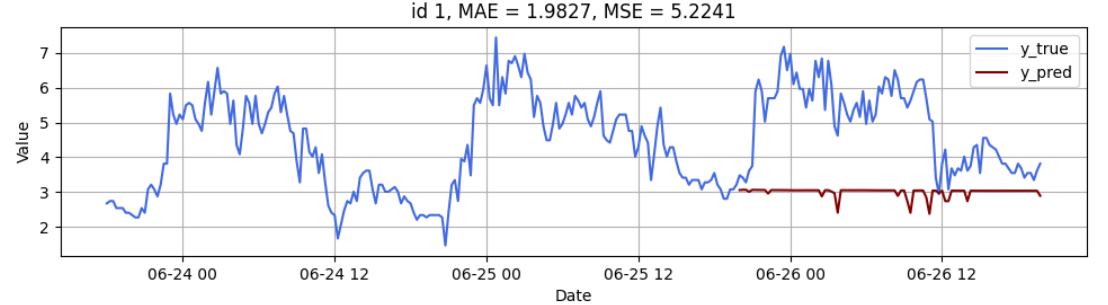 id 1, MAE = 1.9827, MSE = 5.2241
y_true
y_pred
Value
7
6
5
4
3
2
06-24 00
06-24 12
06-25 00
06-25 12
06-26 00
06-26 12
Date